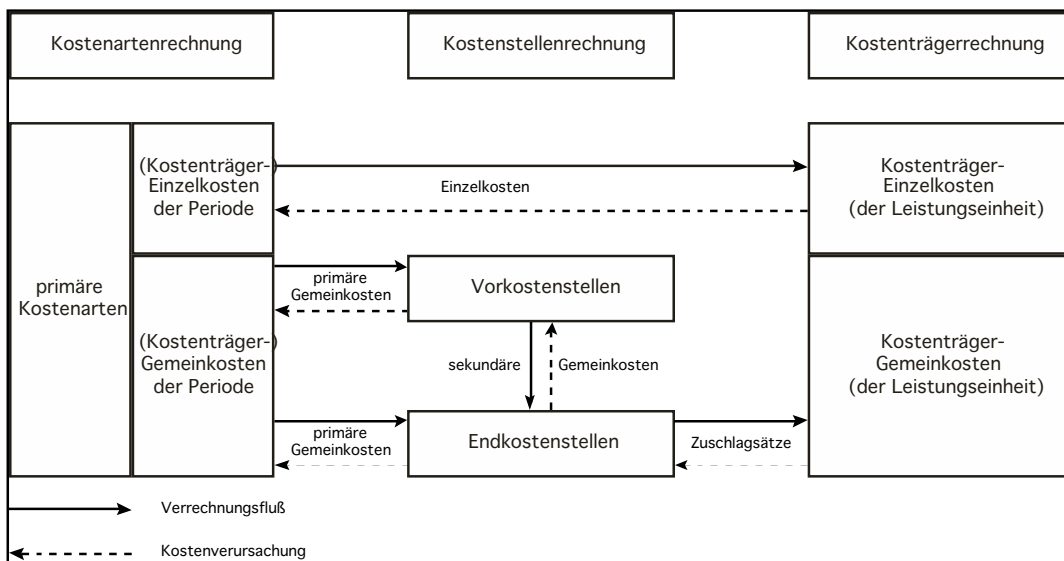 Kostenartenrechnung
Kostenstellenrechnung
Kostenträgerrechnung
primäre
Kostenarten
(Kostenträger-)
Einzelkosten
der Periode
Einzelkosten
Kostenträger-
Einzelkosten
(der Leistungseinheit)
(Kostenträger-)
Gemeinkosten
der Periode
primäre
Gemeinkosten
Vorkostenstellen
sekundäre
Gemeinkosten
primäre
Gemeinkosten
Endkostenstellen
Zuschlagsätze
Kostenträger-
Gemeinkosten
(der Leistungseinheit)
Verrechnungsfluß
Kostenverursachung